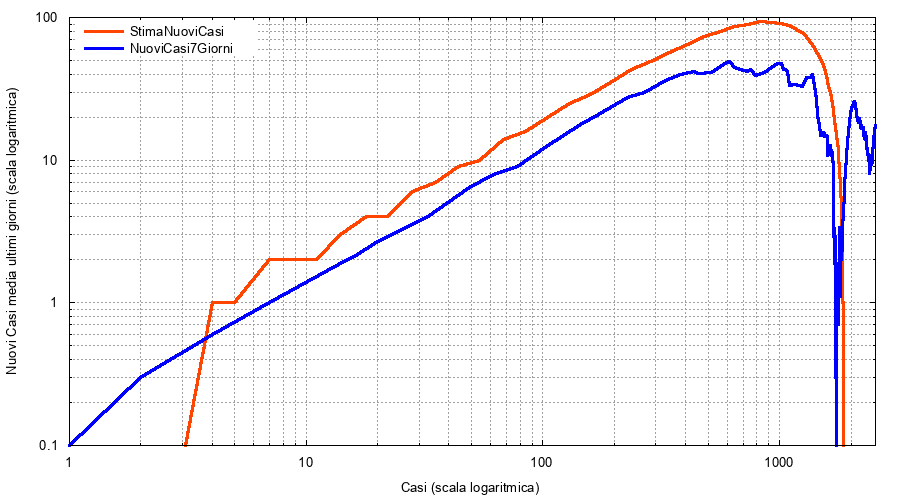 100
StimaNuoviCasi
NuoviCasi7Giorni
10
1
0.1
1
10
100
1000
Nuovi Casi media ultimi giorni (scala logaritmica)
Casi (scala logaritmica)